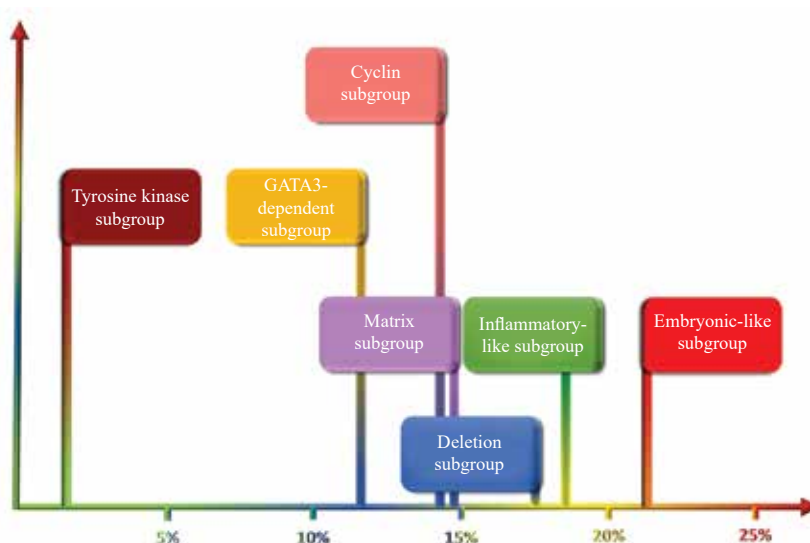 Cyclin
subgroup
Tyrosine kinase
subgroup
GATA3-
dependent
subgroup
Matrix
subgroup
Inflammatory-
like subgroup
Embryonic-like
subgroup
Deletion
subgroup
5%
10%
15%
20%
25%